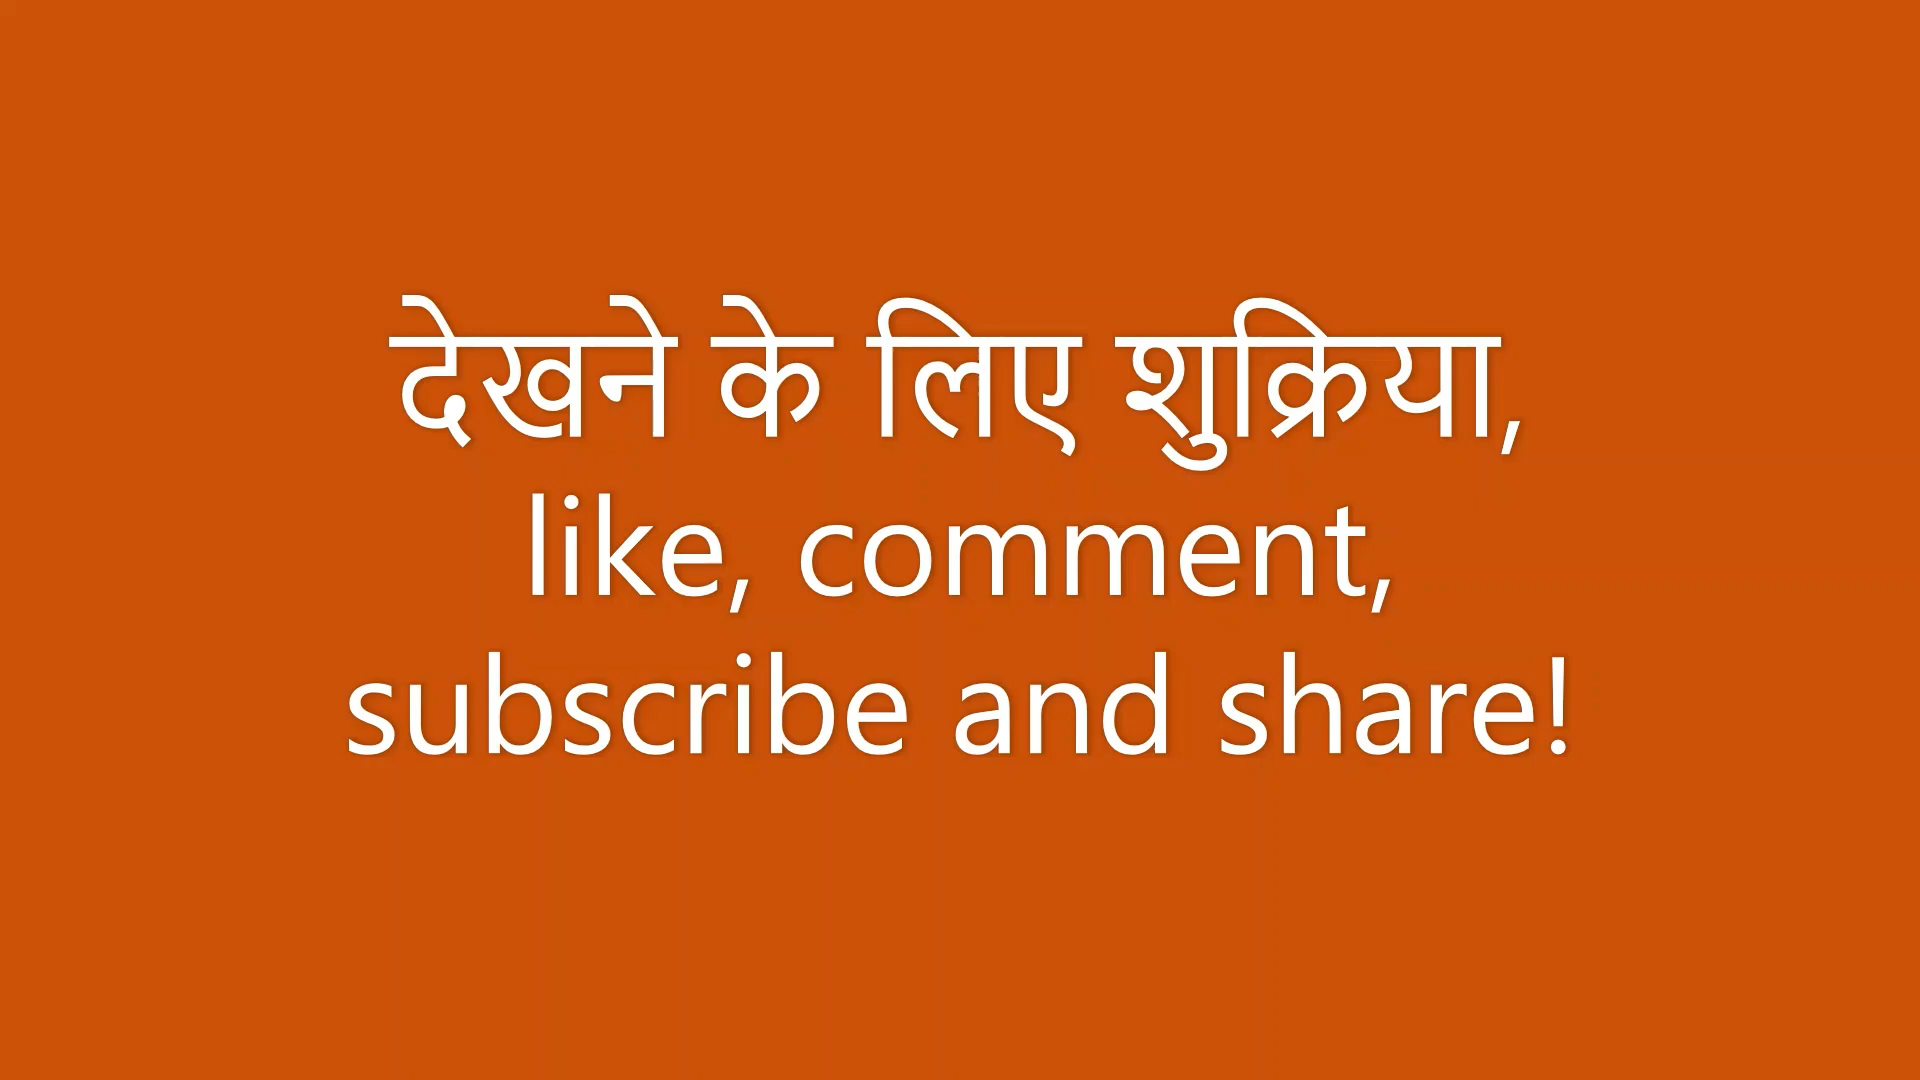 देखने के लिए शुक्रिया,
like, comment,
subscribe and share!